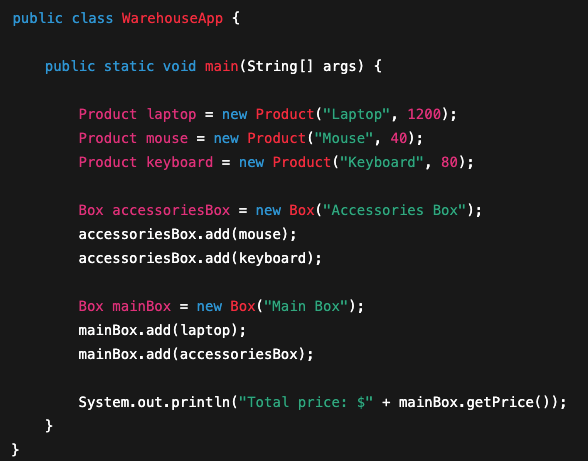 public class WarehouseApp {
public static void main(String[] args) {
Product laptop = new Product("Laptop", 1200);
Product mouse = new Product("Mouse", 40);
Product keyboard = new Product("Keyboard", 80);
Box accessoriesBox = new Box("Accessories Box");
accessoriesBox.add(mouse);
accessoriesBox.add(keyboard);
Box mainBox = new Box("Main Box");
mainBox.add(laptop);
mainBox.add(accessoriesBox);
System.out.println("Total price: $" + mainBox.getPrice());
}
}